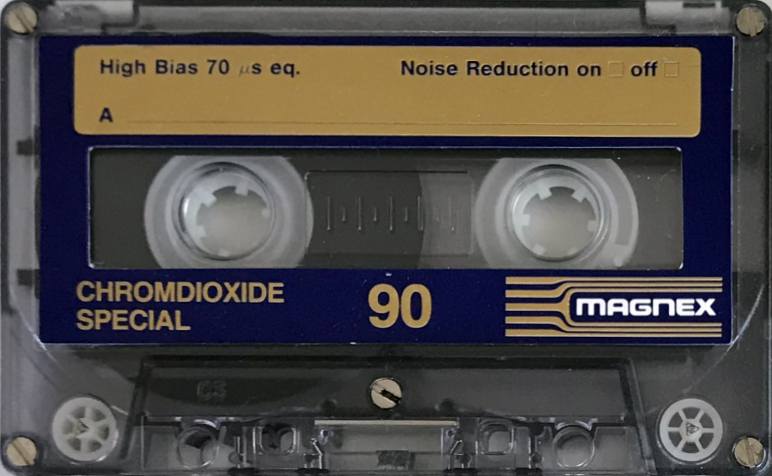 High Bias 70 µs eq. Noise Reduction on off
A
CHROMDIOXIDE
SPECIAL
90
MAGNEX